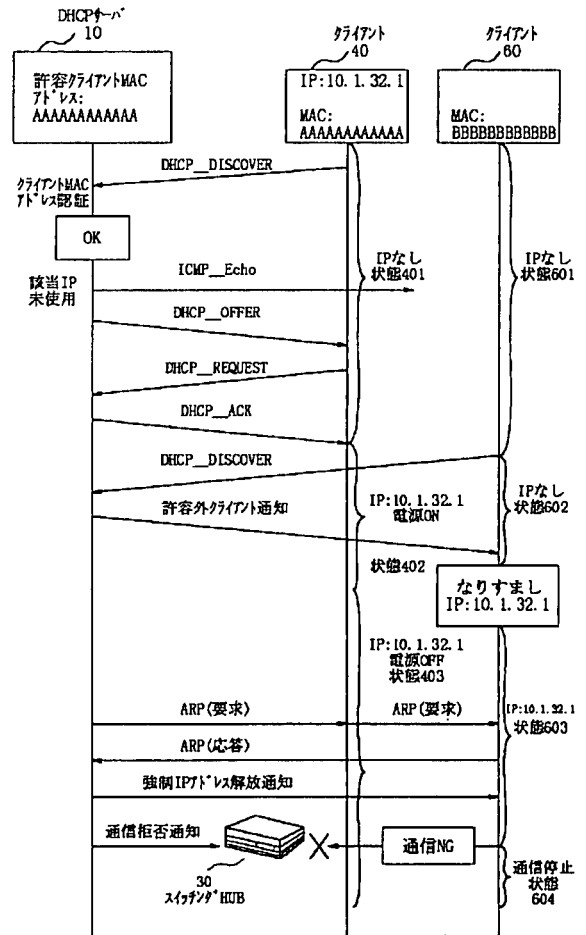 DHCPサーバ
10
クライアント
40
クライアント
60
許容クライアントMAC
アドレス:
AAAAAAAAAAAA
IP:10.1.32.1
MAC:
AAAAAAAAAAAA
MAC:
BBBBBBBBBBBB
DHCP__DISCOVER
クライアントMAC
アドレス認証
OK
IPなし
状態401
IPなし
状態601
該当IP
未使用
ICMP__Echo
DHCP__OFFER
DHCP__REQUEST
DHCP__ACK
DHCP__DISCOVER
許容外クライアント通知
IP:10.1.32.1
電源ON
状態402
IPなし
状態602
なりすまし
IP:10.1.32.1
IP:10.1.32.1
電源OFF
状態403
ARP(要求)
ARP(要求)
IP:10.1.32.1
状態603
ARP(応答)
強制IPアドレス解放通知
通信拒否通知
通信NG
30
スイッチングHUB
通信停止
状態
604